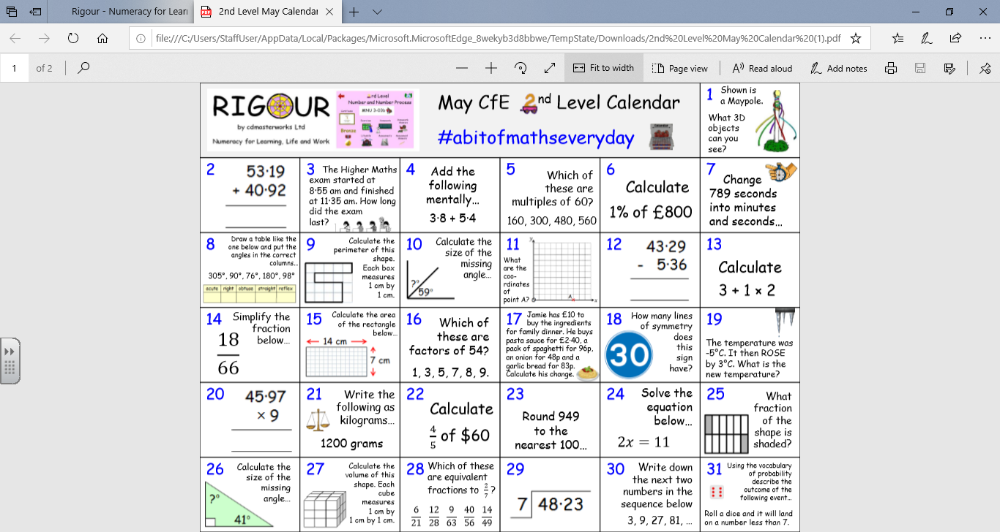 Rigour - Numeracy for Learn
2nd Level May Calendar
file:///C:/Users/StaffUser/AppData/Local/Packages/Microsoft.MicrosoftEdge_8wekyb3d8bbwe/TempState/Downloads/2nd%20Level%20May%20Calendar%20(1).pdf
1 of 2
Fit to width
Page view
Read aloud
Add notes
RIGOUR
by cdmasterworks Ltd
Numeracy for Learning, Life and Work
rd Level
Number and Number Process
MNU 3-03b
Bronze
May CfE 2nd Level Calendar
#abitofmathseveryday
1 Shown is
a Maypole.
What 3D
objects
can you
see?
2 53·19
+ 40·92
3 The Higher Maths
exam started at
8·55 am and finished
at 11·35 am. How long
did the exam
last?
4 Add the
following
mentally...
3·8 + 5·4
5 Which of
these are
multiples of 60?
160, 300, 480, 560
6 Calculate
1% of £800
7 Change
789 seconds
into minutes
and seconds...
8 Draw a table like the
one below and put the
angles in the correct
columns...
305°, 90°, 76°, 180°, 98°
acute right obtuse straight reflex
9 Calculate the
perimeter of this
shape.
Each box
measures
1 cm by
1 cm.
10 Calculate the
size of the
missing
angle...
?°
59°
11 What
are the
coo-
rdinates
of
point A?
y
A
x
12 43·29
- 5·36
13 Calculate
3 + 1 × 2
14 Simplify the
fraction
below...
18
66
15 Calculate the area
of the rectangle
below...
14 cm
7 cm
16 Which of
these are
factors of 54?
1, 3, 5, 7, 8, 9.
17 Jamie has £10 to
buy the ingredients
for family dinner. He buys
pasta sauce for £2·40, a
pack of spaghetti for 96p,
an onion for 48p and a
garlic bread for 83p.
Calculate his change.
18 How many lines
of symmetry
does
this
sign
have?
30
19 The temperature was
-5°C. It then ROSE
by 3°C. What is the
new temperature?
20 45·97
× 9
21 Write the
following as
kilograms...
1200 grams
22 Calculate
4/5 of $60
23 Round 949
to the
nearest 100...
24 Solve the
equation
below...
2x = 11
25 What
fraction
of the
shape is
shaded?
26 Calculate the
size of the
missing
angle...
?°
41°
27 Calculate the
volume of this
shape. Each
cube
measures
1 cm by
1 cm by 1 cm.
28 Which of these
are equivalent
fractions to 2/7?
6/21 12/28 9/63 40/56 14/49
29 7 48·23
30 Write down
the next two
numbers in the
sequence below
3, 9, 27, 81, ...
31 Using the vocabulary
of probability
describe the
outcome of the
following event...
Roll a dice and it will land
on a number less than 7.